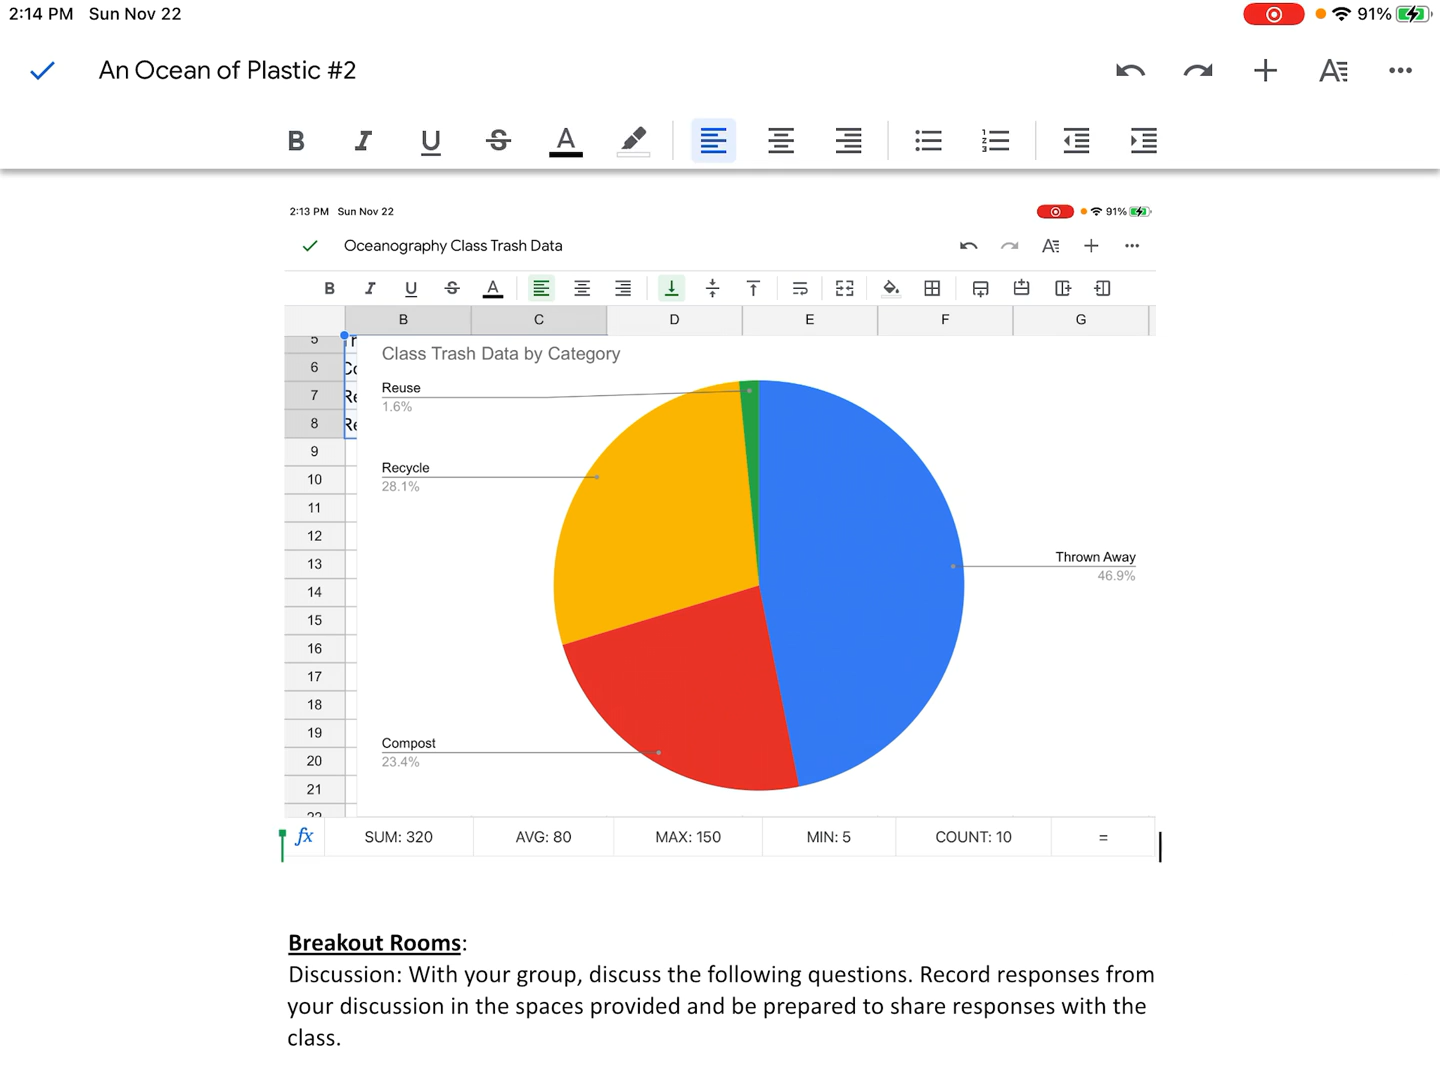 2:14 PM Sun Nov 22
91%
An Ocean of Plastic #2
B I U S A
2:13 PM Sun Nov 22
91%
Oceanography Class Trash Data
B I U S A
B C D E F G
5
6
7
8
9
10
11
12
13
14
15
16
17
18
19
20
21
22
Class Trash Data by Category
Reuse
1.6%
Recycle
28.1%
Thrown Away
46.9%
Compost
23.4%
fx SUM: 320 AVG: 80 MAX: 150 MIN: 5 COUNT: 10 =
Breakout Rooms:
Discussion: With your group, discuss the following questions. Record responses from
your discussion in the spaces provided and be prepared to share responses with the
class.